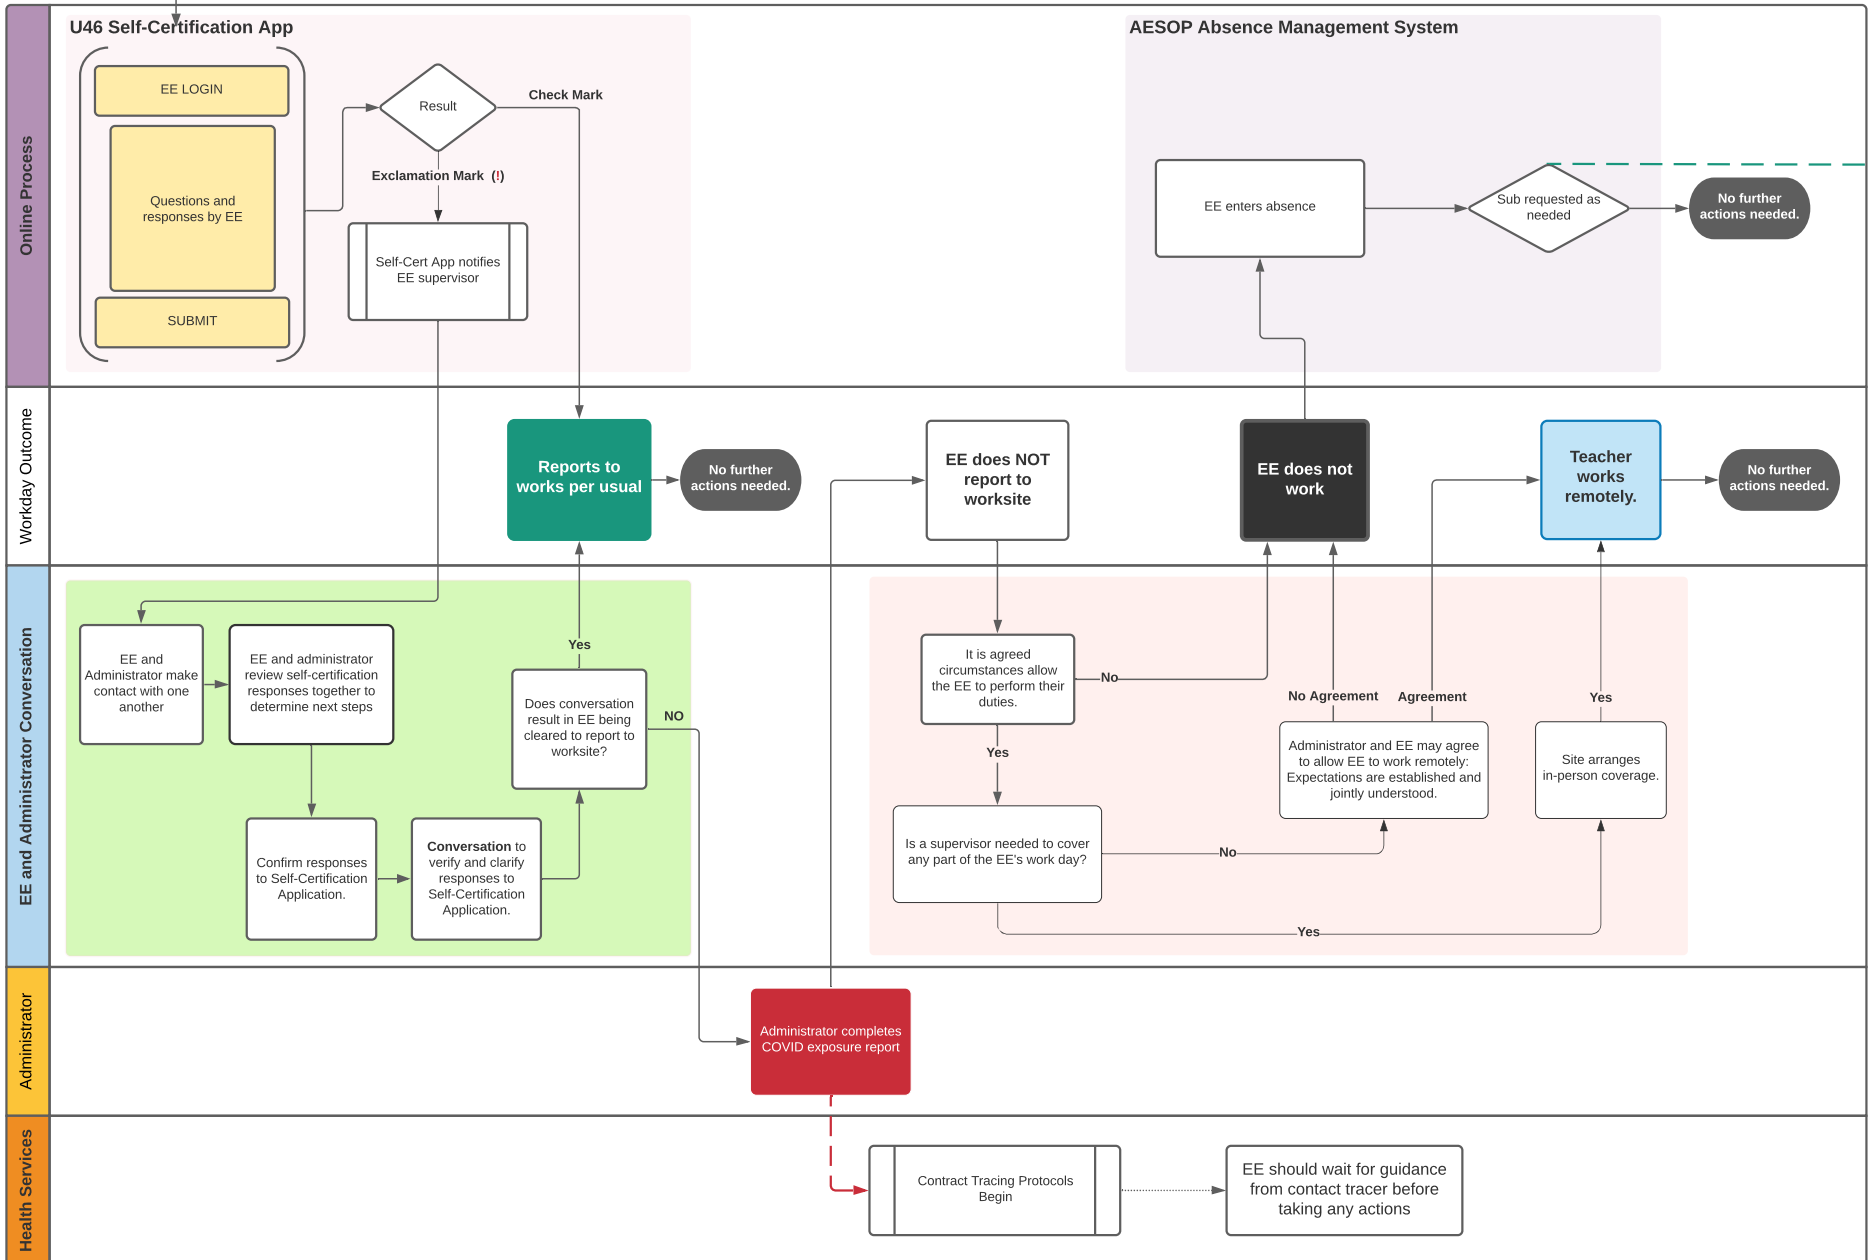 U46 Self-Certification App
AESOP Absence Management System
Online Process
EE LOGIN
Questions and
responses by EE
SUBMIT
Result
Check Mark
Exclamation Mark (!)
Self-Cert App notifies
EE supervisor
EE enters absence
Sub requested as
needed
No further
actions needed.
Workday Outcome
Reports to
works per usual
No further
actions needed.
EE does NOT
report to
worksite
EE does not
work
Teacher
works
remotely.
No further
actions needed.
EE and Administrator Conversation
EE and
Administrator make
contact with one
another
EE and administrator
review self-certification
responses together to
determine next steps
Confirm responses
to Self-Certification
Application.
Conversation to
verify and clarify
responses to
Self-Certification
Application.
Yes
Does conversation
result in EE being
cleared to report to
worksite?
NO
It is agreed
circumstances allow
the EE to perform their
duties.
No
Yes
Is a supervisor needed to cover
any part of the EE's work day?
No
Yes
No Agreement
Agreement
Administrator and EE may agree
to allow EE to work remotely:
Expectations are established and
jointly understood.
Yes
Site arranges
in-person coverage.
Administrator
Administrator completes
COVID exposure report
Health Services
Contract Tracing Protocols
Begin
EE should wait for guidance
from contact tracer before
taking any actions